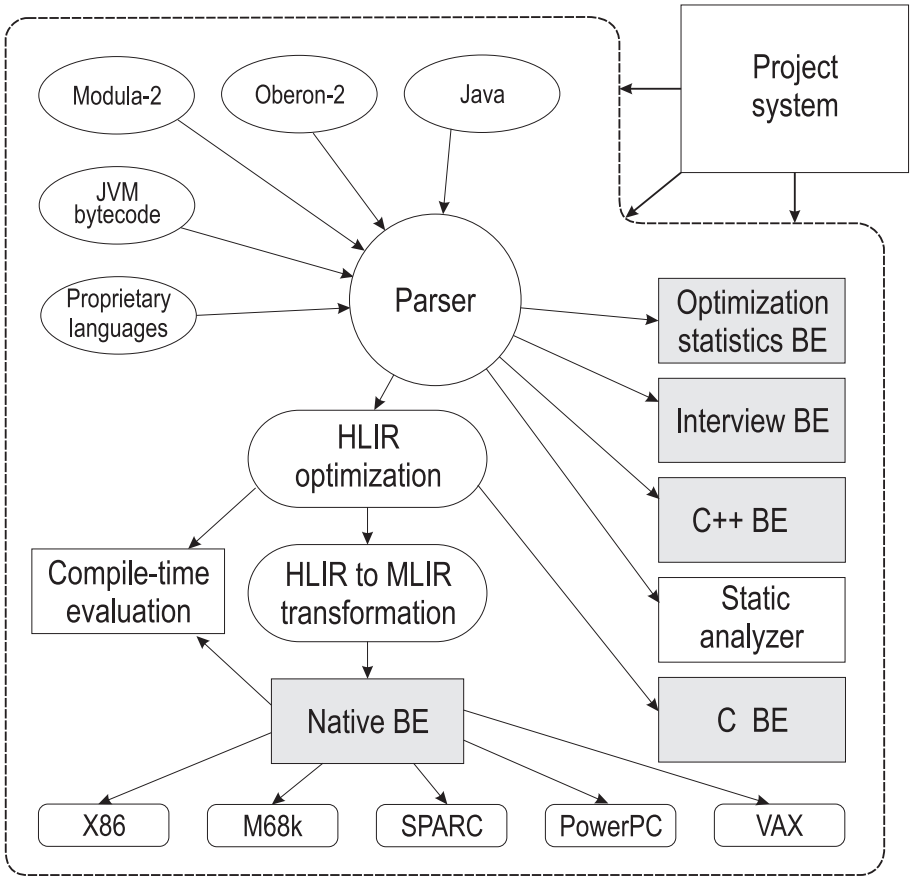 Project
system
Modula-2
Oberon-2
Java
JVM
bytecode
Proprietary
languages
Parser
Optimization
statistics BE
Interview BE
C++ BE
Static
analyzer
C BE
HLIR
optimization
Compile-time
evaluation
HLIR to MLIR
transformation
Native BE
X86
M68k
SPARC
PowerPC
VAX